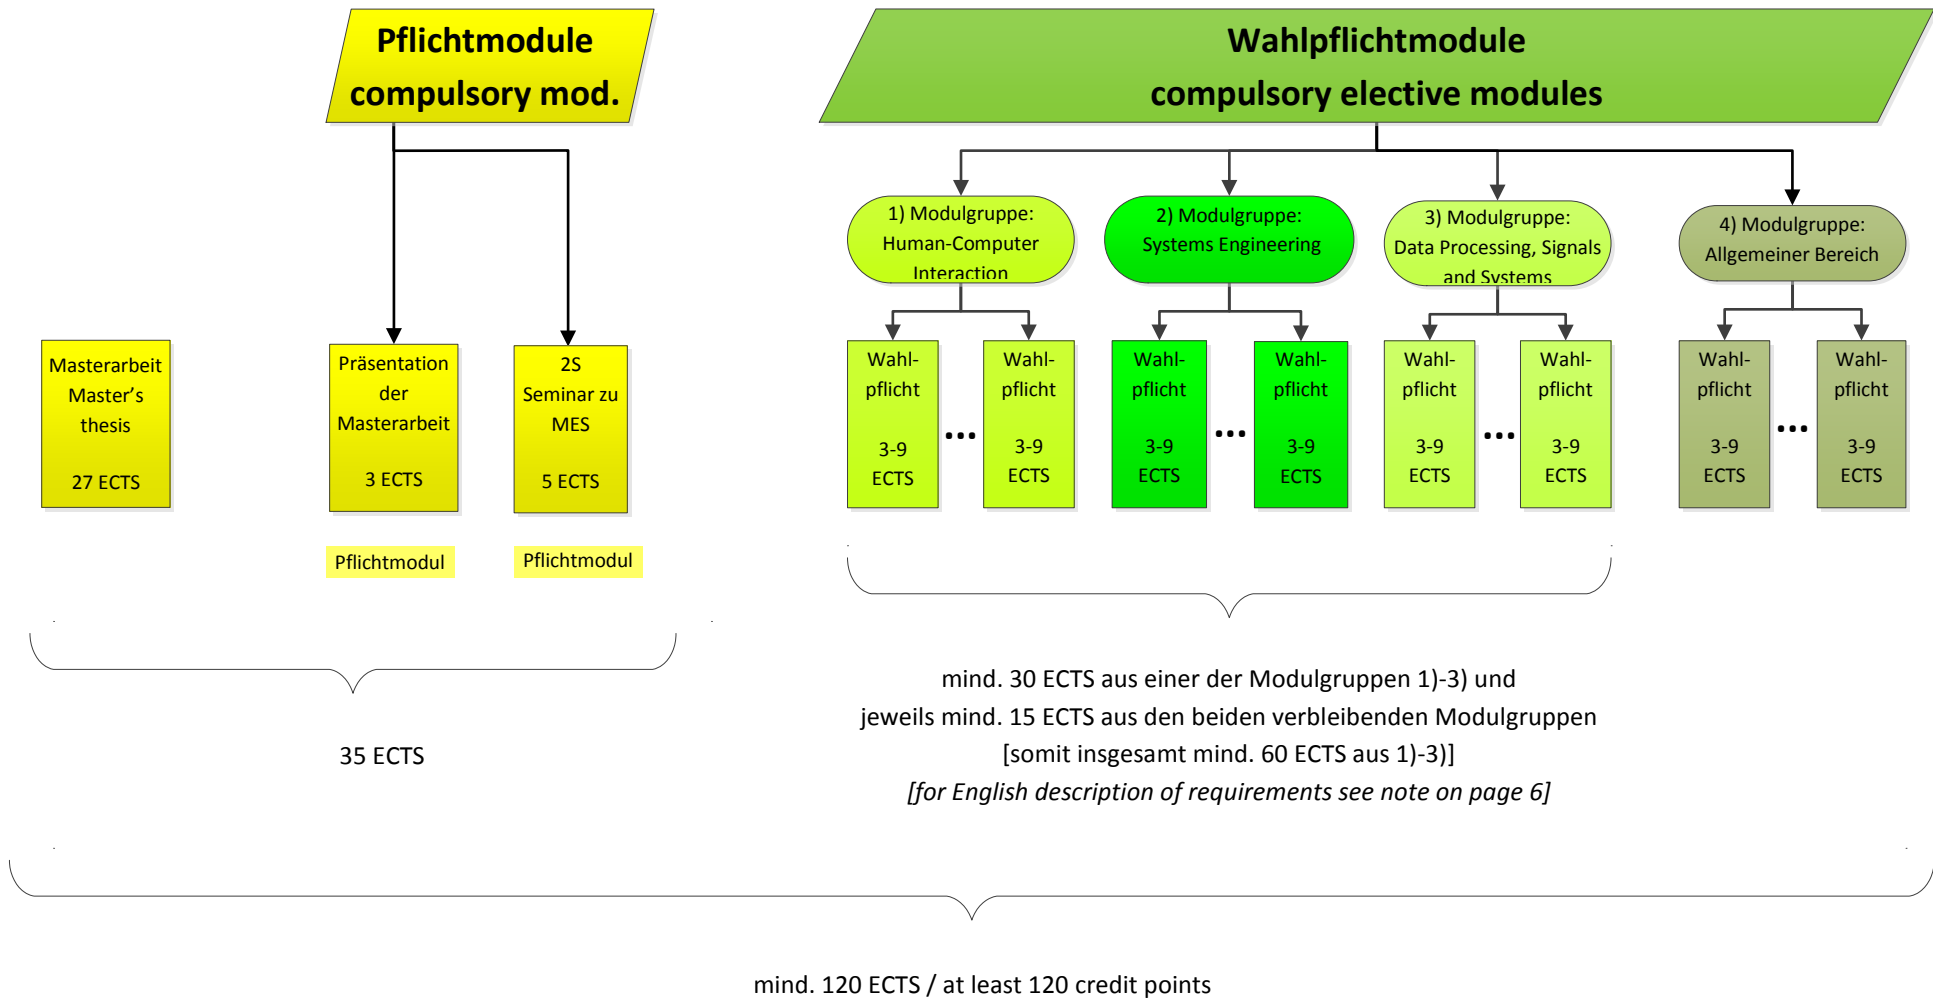 Pflichtmodule
compulsory mod.
Wahlpflichtmodule
compulsory elective modules
1) Modulgruppe:
Human-Computer
Interaction
2) Modulgruppe:
Systems Engineering
3) Modulgruppe:
Data Processing, Signals
and Systems
4) Modulgruppe:
Allgemeiner Bereich
Masterarbeit
Master's
thesis
27 ECTS
Präsentation
der
Masterarbeit
3 ECTS
2S
Seminar zu
MES
5 ECTS
Wahl-
pflicht
3-9
ECTS
...
Wahl-
pflicht
3-9
ECTS
Wahl-
pflicht
3-9
ECTS
...
Wahl-
pflicht
3-9
ECTS
Wahl-
pflicht
3-9
ECTS
...
Wahl-
pflicht
3-9
ECTS
Wahl-
pflicht
3-9
ECTS
...
Wahl-
pflicht
3-9
ECTS
Pflichtmodul
Pflichtmodul
35 ECTS
mind. 30 ECTS aus einer der Modulgruppen 1)-3) und
jeweils mind. 15 ECTS aus den beiden verbleibenden Modulgruppen
[somit insgesamt mind. 60 ECTS aus 1)-3)]
[for English description of requirements see note on page 6]
mind. 120 ECTS / at least 120 credit points